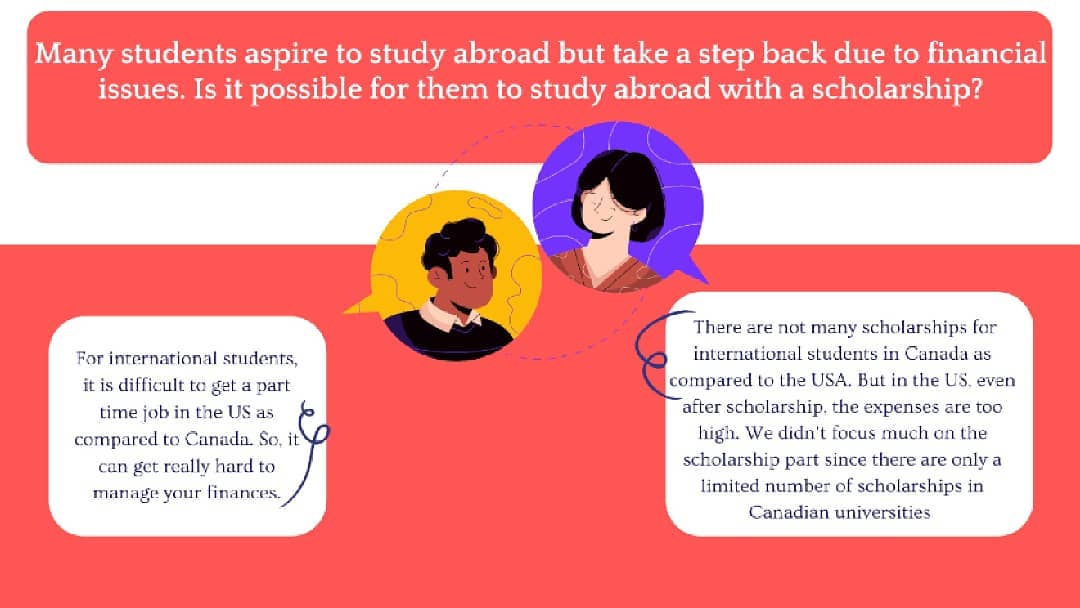 Many students aspire to study abroad but take a step back due to financial
issues. Is it possible for them to study abroad with a scholarship?
For international students,
it is difficult to get a part
time job in the US as
compared to Canada. So, it
can get really hard to
manage your finances.
There are not many scholarships for
international students in Canada as
compared to the USA. But in the US, even
after scholarship, the expenses are too
high. We didn't focus much on the
scholarship part since there are only a
limited number of scholarships in
Canadian universities